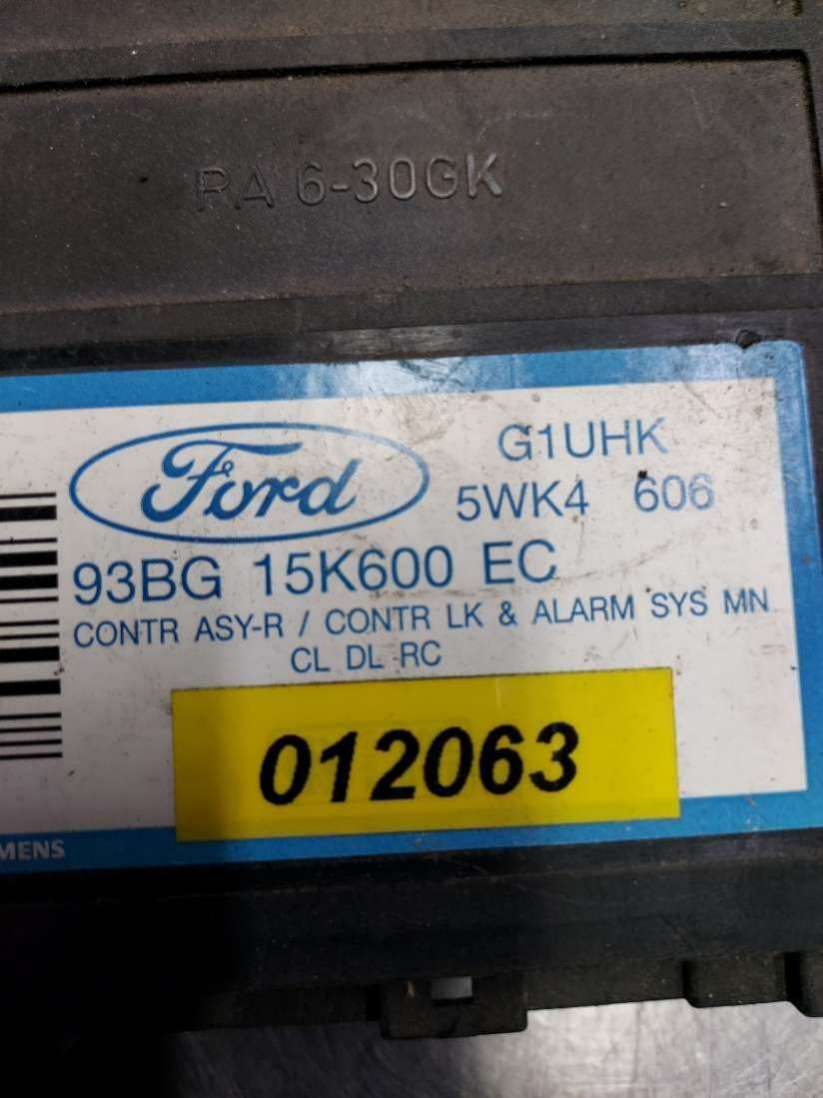 PA 6-30GK
Ford
G1UHK
5WK4 606
93BG 15K600 EC
CONTR ASY-R / CONTR LK & ALARM SYS MN
CL DL RC
012063
MENS